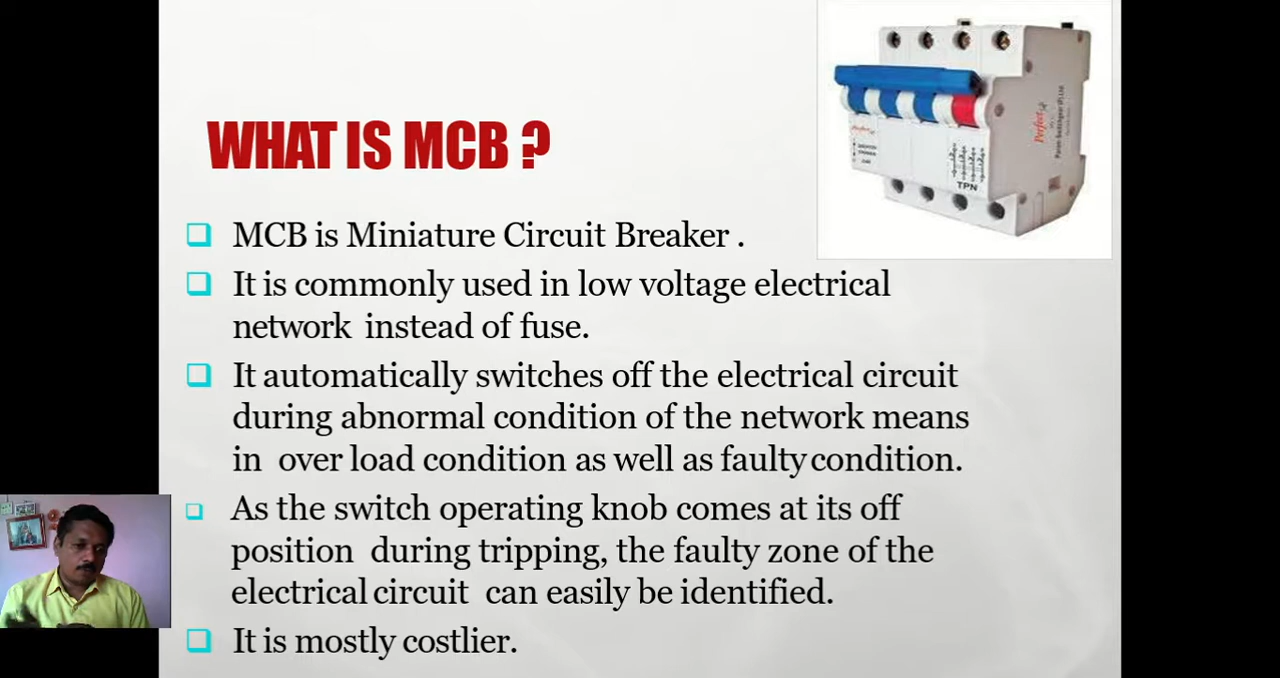 WHAT IS MCB ?
MCB is Miniature Circuit Breaker .
It is commonly used in low voltage electrical
network instead of fuse.
It automatically switches off the electrical circuit
during abnormal condition of the network means
in over load condition as well as faulty condition.
As the switch operating knob comes at its off
position during tripping, the faulty zone of the
electrical circuit can easily be identified.
It is mostly costlier.
Perfect
TPN